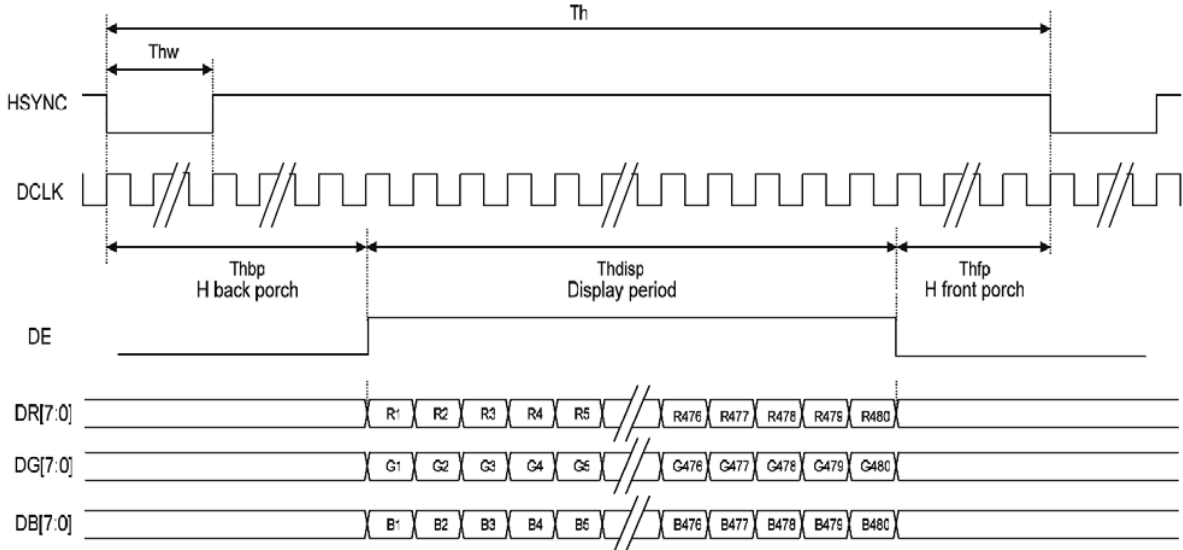 Th
Thw
HSYNC
DCLK
Thbp
H back porch
Thdisp
Display period
Thfp
H front porch
DE
DR[7:0] R1 R2 R3 R4 R5 R476 R477 R478 R479 R480
DG[7:0] G1 G2 G3 G4 G5 G476 G477 G478 G479 G480
DB[7:0] B1 B2 B3 B4 B5 B476 B477 B478 B479 B480